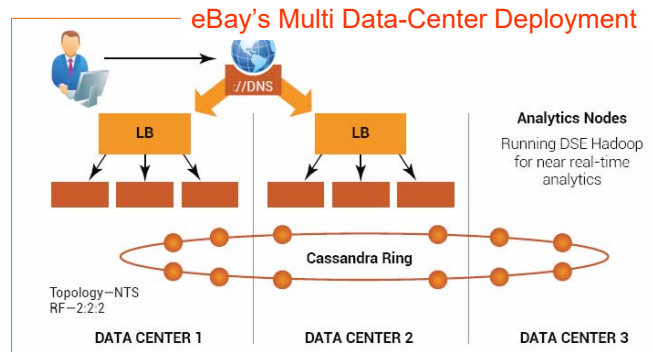 eBay's Multi Data-Center Deployment
://DNS
LB
LB
Analytics Nodes
Running DSE Hadoop
for near real-time
analytics
Cassandra Ring
Topology—NTS
RF—2:2:2
DATA CENTER 1
DATA CENTER 2
DATA CENTER 3